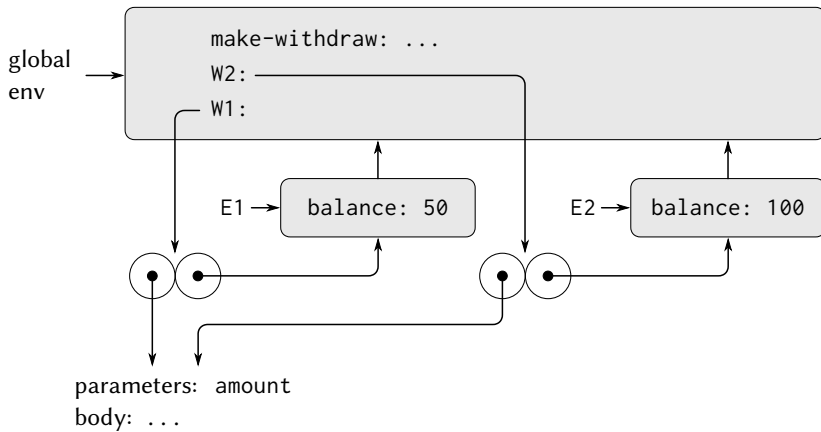 make-withdraw: ...
global
env
W2:
W1:
E1
balance: 50
E2
balance: 100
parameters: amount
body: ...